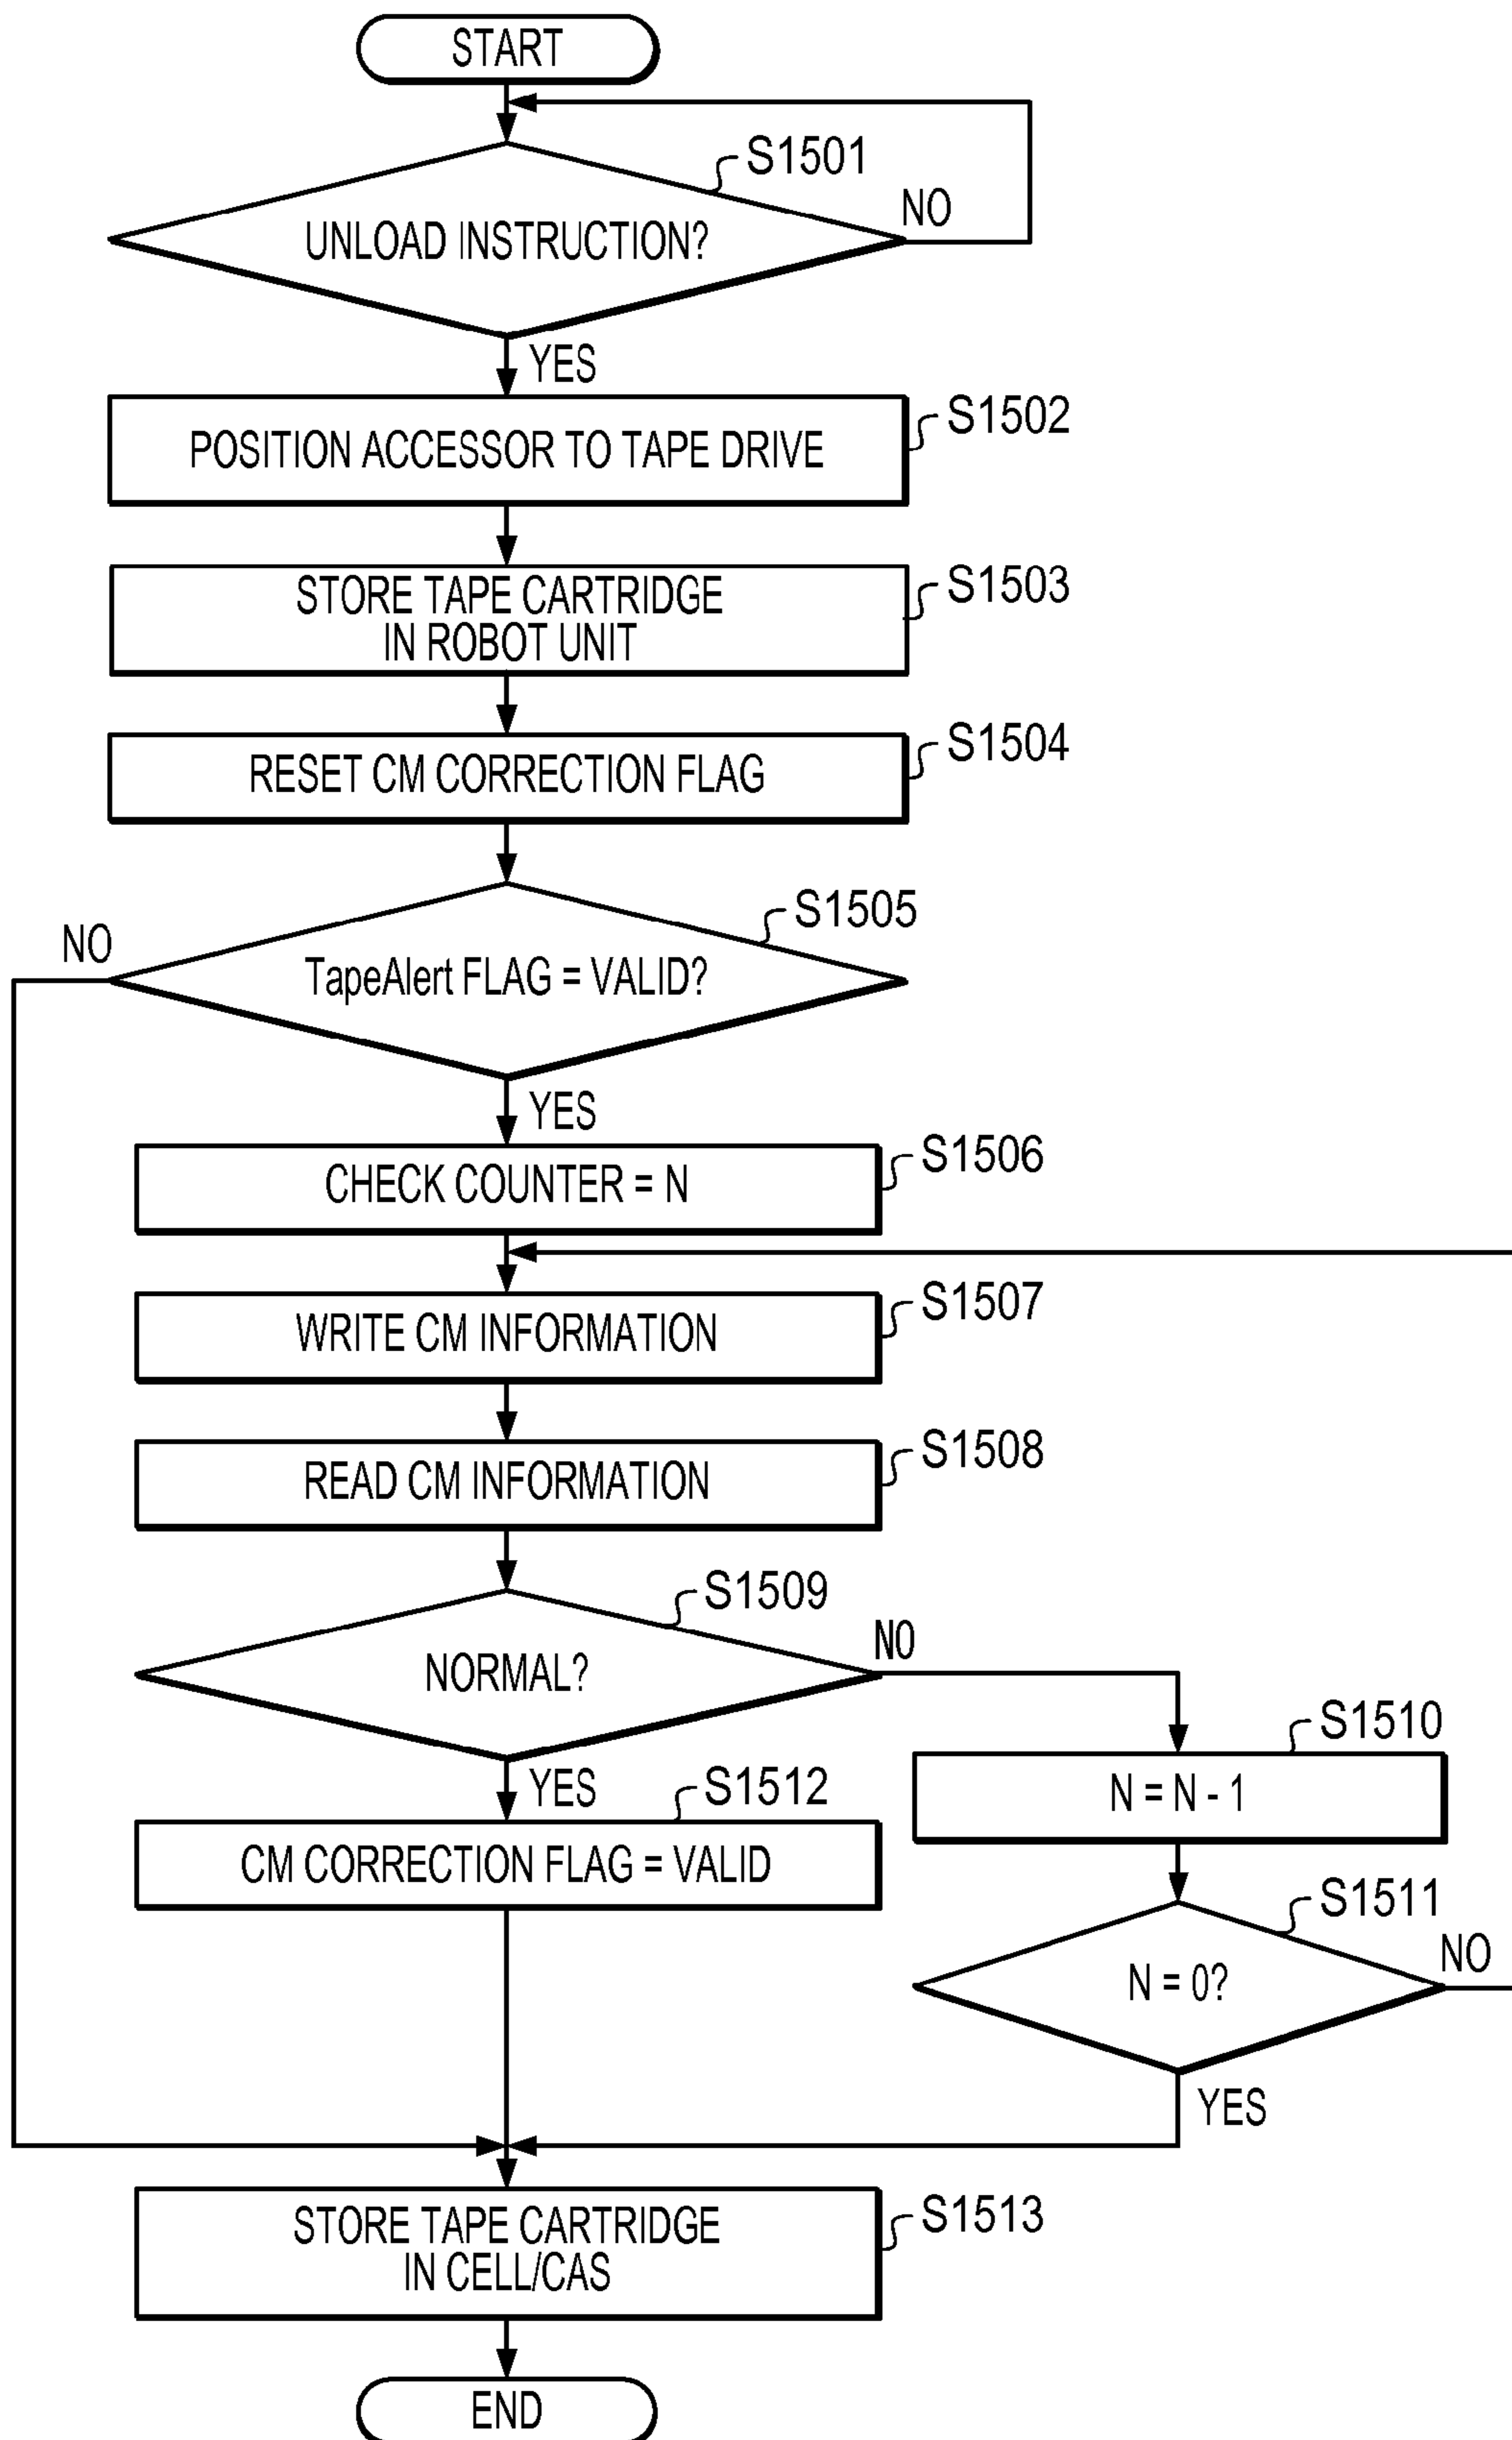 START
S1501
UNLOAD INSTRUCTION?
NO
YES
POSITION ACCESSOR TO TAPE DRIVE
S1502
STORE TAPE CARTRIDGE
IN ROBOT UNIT
S1503
RESET CM CORRECTION FLAG
S1504
S1505
NO
TapeAlert FLAG = VALID?
YES
CHECK COUNTER = N
S1506
WRITE CM INFORMATION
S1507
READ CM INFORMATION
S1508
S1509
NORMAL?
NO
YES
S1510
N = N - 1
S1512
CM CORRECTION FLAG = VALID
S1511
N = 0?
NO
YES
STORE TAPE CARTRIDGE
IN CELL/CAS
S1513
END